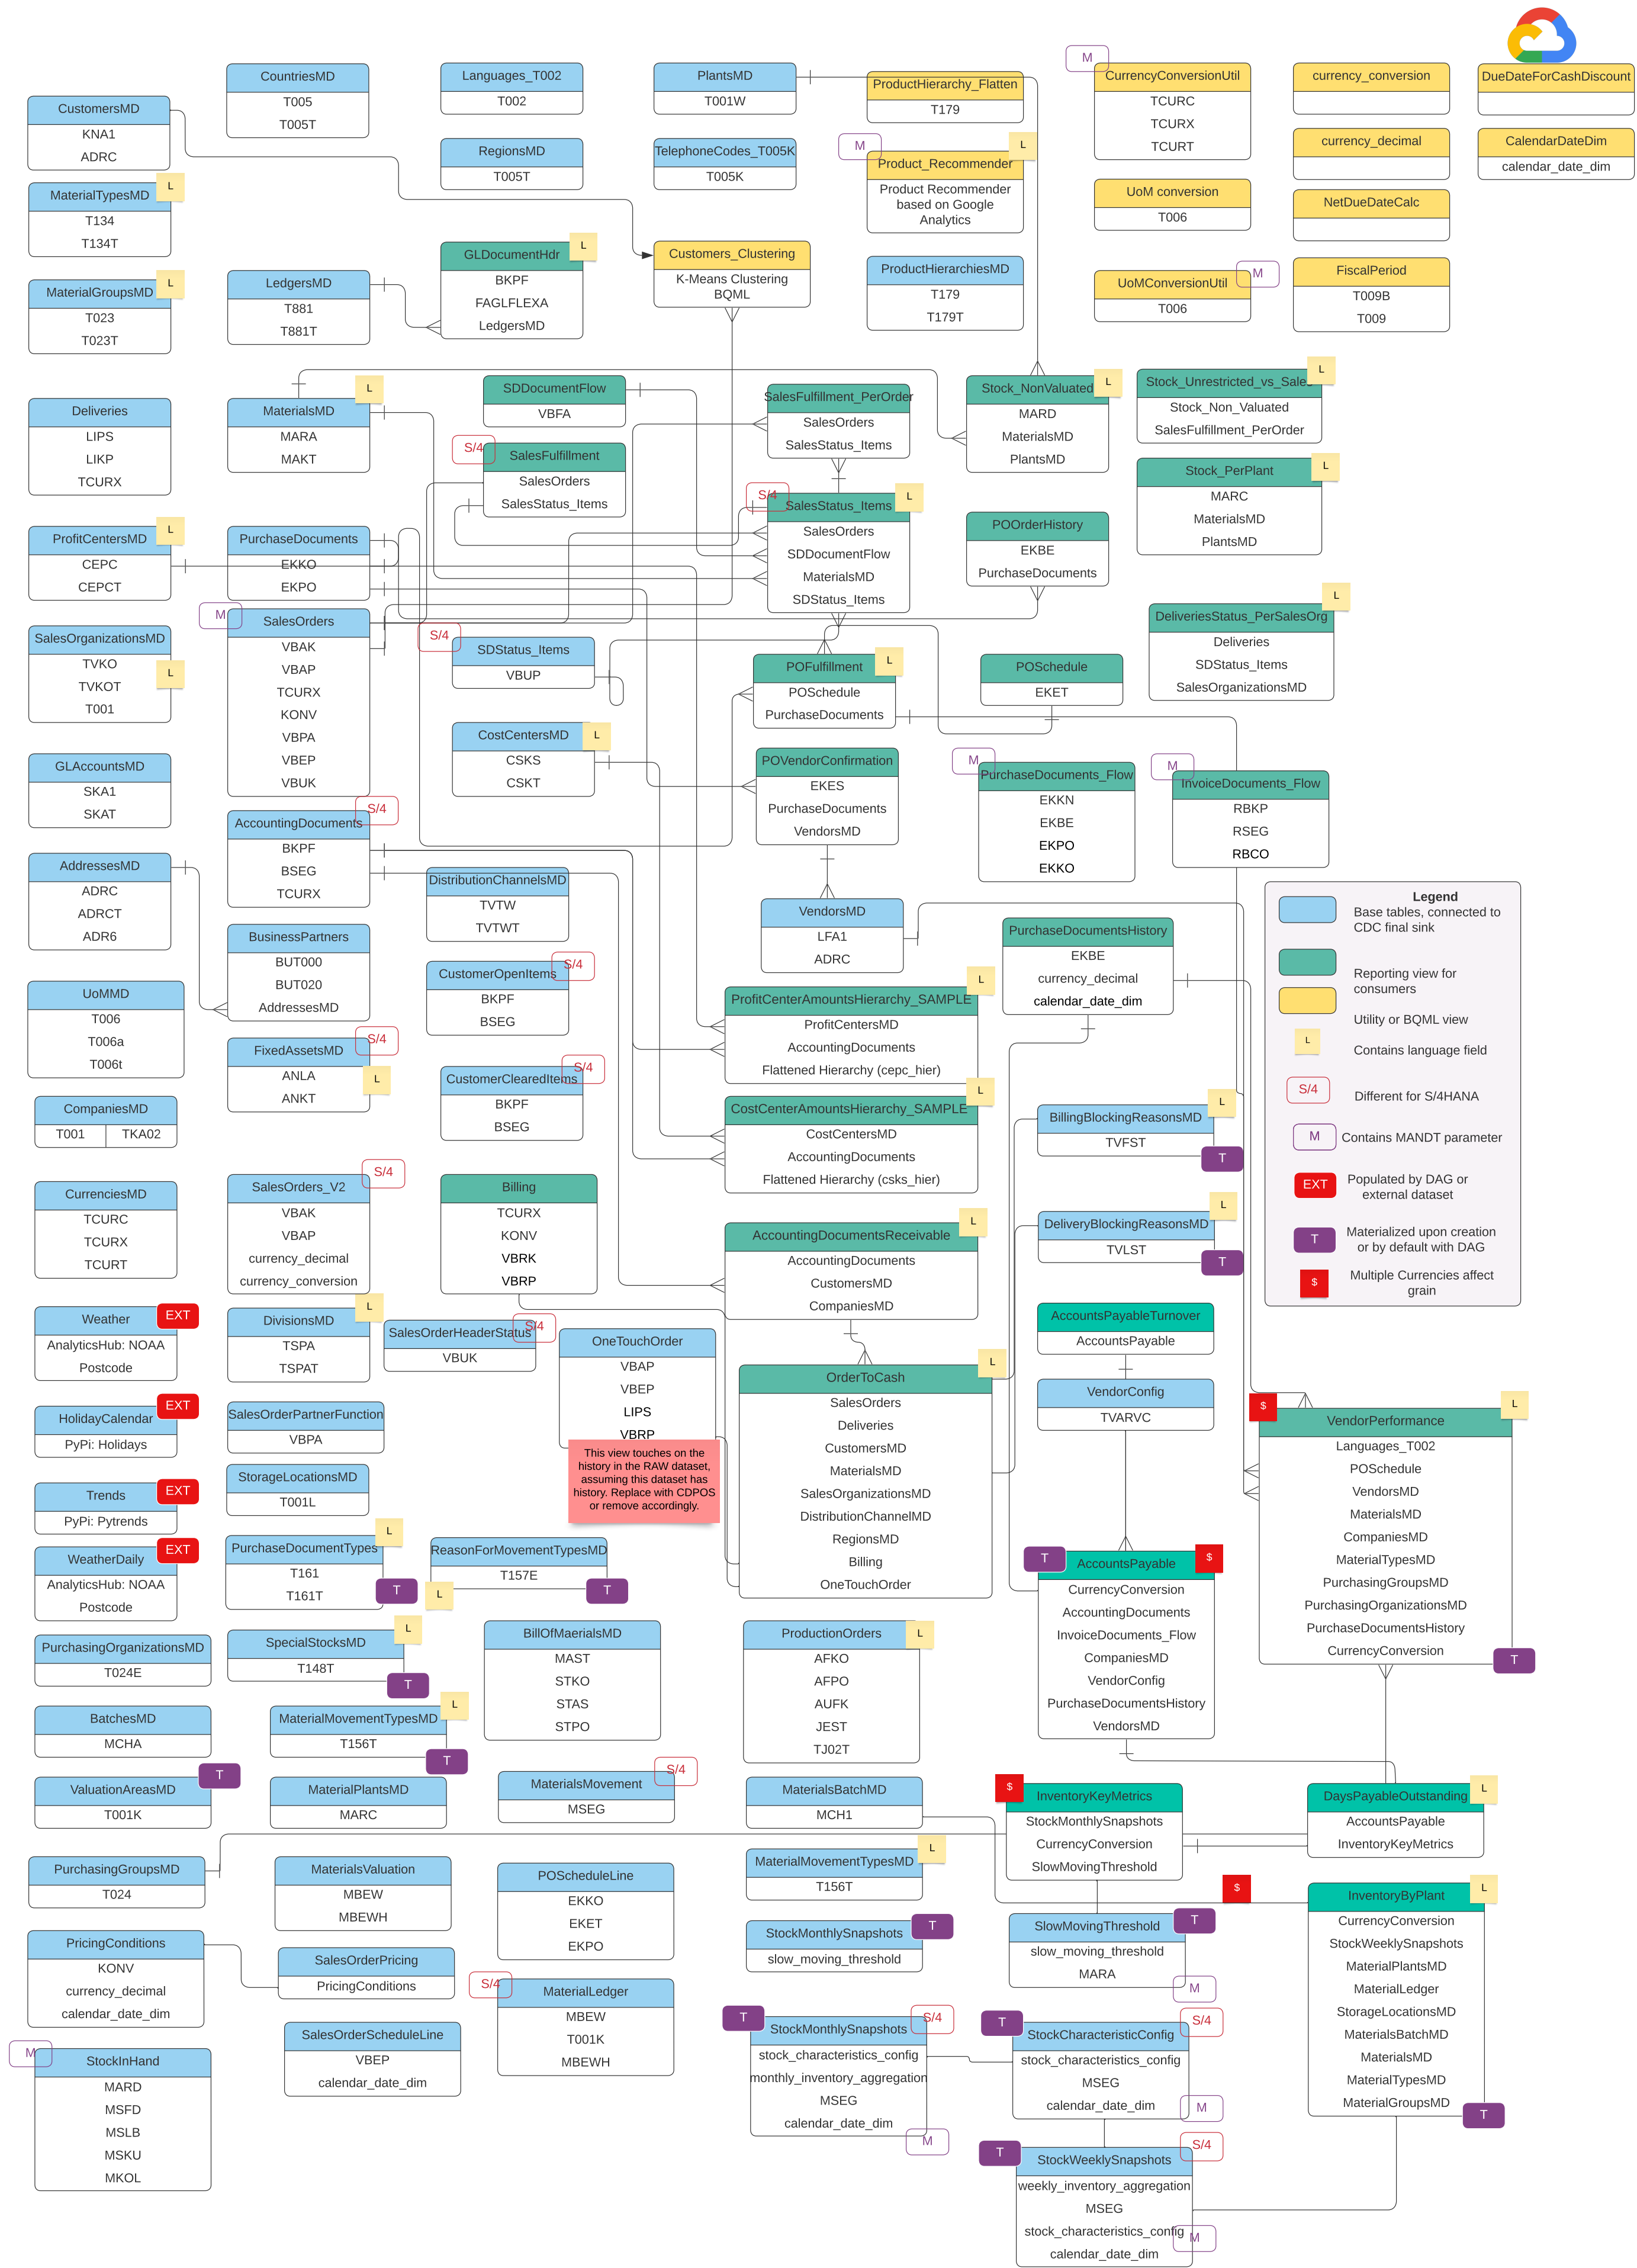 M
CountriesMD
T005
T005T
Languages_T002
T002
PlantsMD
T001W
ProductHierarchy_Flatten
T179
CurrencyConversionUtil
TCURC
TCURX
TCURT
currency_conversion
DueDateForCashDiscount
CustomersMD
KNA1
ADRC
RegionsMD
T005T
TelephoneCodes_T005K
T005K
M
L
Product_Recommender
Product Recommender
based on Google
Analytics
currency_decimal
CalendarDateDim
calendar_date_dim
MaterialTypesMD
L
T134
T134T
UoM conversion
T006
NetDueDateCalc
GLDocumentHdr
L
BKPF
FAGLFLEXA
LedgersMD
Customers_Clustering
K-Means Clustering
BQML
ProductHierarchiesMD
T179
T179T
M
UoMConversionUtil
T006
FiscalPeriod
T009B
T009
MaterialGroupsMD
L
T023
T023T
LedgersMD
T881
T881T
Deliveries
LIPS
LIKP
TCURX
MaterialsMD
L
MARA
MAKT
SDDocumentFlow
VBFA
SalesFulfillment_PerOrder
SalesOrders
SalesStatus_Items
Stock_NonValuated
L
MARD
MaterialsMD
PlantsMD
Stock_Unrestricted_vs_Sales
L
Stock_Non_Valuated
SalesFulfillment_PerOrder
S/4
SalesFulfillment
SalesOrders
SalesStatus_Items
Stock_PerPlant
L
MARC
MaterialsMD
PlantsMD
S/4
SalesStatus_Items
L
SalesOrders
SDDocumentFlow
MaterialsMD
SDStatus_Items
POOrderHistory
EKBE
PurchaseDocuments
ProfitCentersMD
L
CEPC
CEPCT
PurchaseDocuments
EKKO
EKPO
M
SalesOrders
VBAK
VBAP
TCURX
KONV
VBPA
VBEP
VBUK
SalesOrganizationsMD
TVKO
TVKOT
L
T001
S/4
SDStatus_Items
VBUP
POFulfillment
L
POSchedule
PurchaseDocuments
POSchedule
EKET
DeliveriesStatus_PerSalesOrg
L
Deliveries
SDStatus_Items
SalesOrganizationsMD
CostCentersMD
L
CSKS
CSKT
GLAccountsMD
SKA1
SKAT
POVendorConfirmation
EKES
PurchaseDocuments
VendorsMD
M
PurchaseDocuments_Flow
EKKN
EKBE
EKPO
EKKO
M
InvoiceDocuments_Flow
RBKP
RSEG
RBCO
S/4
AccountingDocuments
BKPF
BSEG
TCURX
AddressesMD
ADRC
ADRCT
ADR6
DistributionChannelsMD
TVTW
TVTWT
VendorsMD
LFA1
ADRC
BusinessPartners
BUT000
BUT020
AddressesMD
PurchaseDocumentsHistory
EKBE
currency_decimal
calendar_date_dim
Legend
Base tables, connected to
CDC final sink
Reporting view for
consumers
Utility or BQML view
L
Contains language field
S/4
Different for S/4HANA
M
Contains MANDT parameter
EXT
Populated by DAG or
external dataset
T
Materialized upon creation
or by default with DAG
$
Multiple Currencies affect
grain
S/4
CustomerOpenItems
BKPF
BSEG
UoMMD
T006
T006a
T006t
S/4
FixedAssetsMD
L
ANLA
ANKT
L
ProfitCenterAmountsHierarchy_SAMPLE
ProfitCentersMD
AccountingDocuments
Flattened Hierarchy (cepc_hier)
S/4
CustomerClearedItems
BKPF
BSEG
CompaniesMD
T001
TKA02
L
CostCenterAmountsHierarchy_SAMPLE
CostCentersMD
AccountingDocuments
Flattened Hierarchy (csks_hier)
L
BillingBlockingReasonsMD
TVFST
T
S/4
SalesOrders_V2
VBAK
VBAP
currency_decimal
currency_conversion
Billing
TCURX
KONV
VBRK
VBRP
CurrenciesMD
TCURC
TCURX
TCURT
L
AccountingDocumentsReceivable
AccountingDocuments
CustomersMD
CompaniesMD
L
DeliveryBlockingReasonsMD
TVLST
T
Weather
EXT
AnalyticsHub: NOAA
Postcode
DivisionsMD
L
TSPA
TSPAT
S/4
SalesOrderHeaderStatus
VBUK
OneTouchOrder
VBAP
VBEP
LIPS
VBRP
This view touches on the
history in the RAW dataset,
assuming this dataset has
history. Replace with CDPOS
or remove accordingly.
AccountsPayableTurnover
AccountsPayable
VendorConfig
TVARVC
L
OrderToCash
SalesOrders
Deliveries
CustomersMD
MaterialsMD
SalesOrganizationsMD
DistributionChannelMD
RegionsMD
Billing
OneTouchOrder
HolidayCalendar
EXT
PyPi: Holidays
SalesOrderPartnerFunction
VBPA
$
VendorPerformance
L
Languages_T002
POSchedule
VendorsMD
MaterialsMD
CompaniesMD
MaterialTypesMD
PurchasingGroupsMD
PurchasingOrganizationsMD
PurchaseDocumentsHistory
CurrencyConversion
T
StorageLocationsMD
T001L
Trends
EXT
PyPi: Pytrends
WeatherDaily
EXT
AnalyticsHub: NOAA
Postcode
PurchaseDocumentTypes
L
T161
T161T
T
ReasonForMovementTypesMD
T157E
L
T
T
AccountsPayable
$
CurrencyConversion
AccountingDocuments
InvoiceDocuments_Flow
CompaniesMD
VendorConfig
PurchaseDocumentsHistory
VendorsMD
PurchasingOrganizationsMD
T024E
SpecialStocksMD
L
T148T
T
BillOfMaerialsMD
MAST
STKO
STAS
STPO
ProductionOrders
L
AFKO
AFPO
AUFK
JEST
TJ02T
BatchesMD
MCHA
MaterialMovementTypesMD
L
T156T
T
T
ValuationAreasMD
T001K
MaterialPlantsMD
MARC
S/4
MaterialsMovement
MSEG
MaterialsBatchMD
MCH1
$
InventoryKeyMetrics
StockMonthlySnapshots
CurrencyConversion
SlowMovingThreshold
L
DaysPayableOutstanding
AccountsPayable
InventoryKeyMetrics
PurchasingGroupsMD
T024
MaterialsValuation
MBEW
MBEWH
POScheduleLine
EKKO
EKET
EKPO
L
MaterialMovementTypesMD
T156T
$
L
InventoryByPlant
CurrencyConversion
StockWeeklySnapshots
MaterialPlantsMD
MaterialLedger
StorageLocationsMD
MaterialsBatchMD
MaterialsMD
MaterialTypesMD
MaterialGroupsMD
T
T
StockMonthlySnapshots
slow_moving_threshold
T
SlowMovingThreshold
slow_moving_threshold
MARA
M
PricingConditions
KONV
currency_decimal
calendar_date_dim
SalesOrderPricing
PricingConditions
S/4
MaterialLedger
MBEW
T001K
MBEWH
SalesOrderScheduleLine
VBEP
calendar_date_dim
M
StockInHand
MARD
MSFD
MSLB
MSKU
MKOL
T
S/4
StockMonthlySnapshots
stock_characteristics_config
monthly_inventory_aggregation
MSEG
calendar_date_dim
M
T
S/4
StockCharacteristicConfig
stock_characteristics_config
MSEG
calendar_date_dim
M
T
S/4
StockWeeklySnapshots
weekly_inventory_aggregation
MSEG
stock_characteristics_config
M
calendar_date_dim